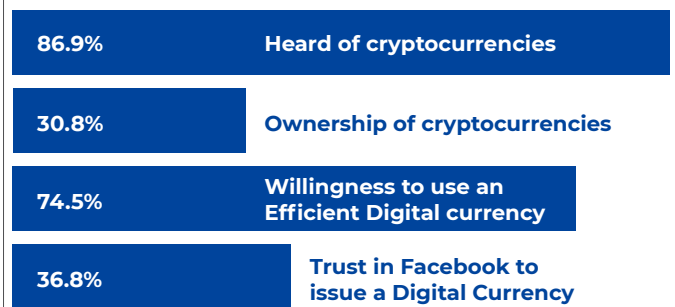 86.9% Heard of cryptocurrencies
30.8% Ownership of cryptocurrencies
74.5% Willingness to use an
Efficient Digital currency
36.8% Trust in Facebook to
issue a Digital Currency